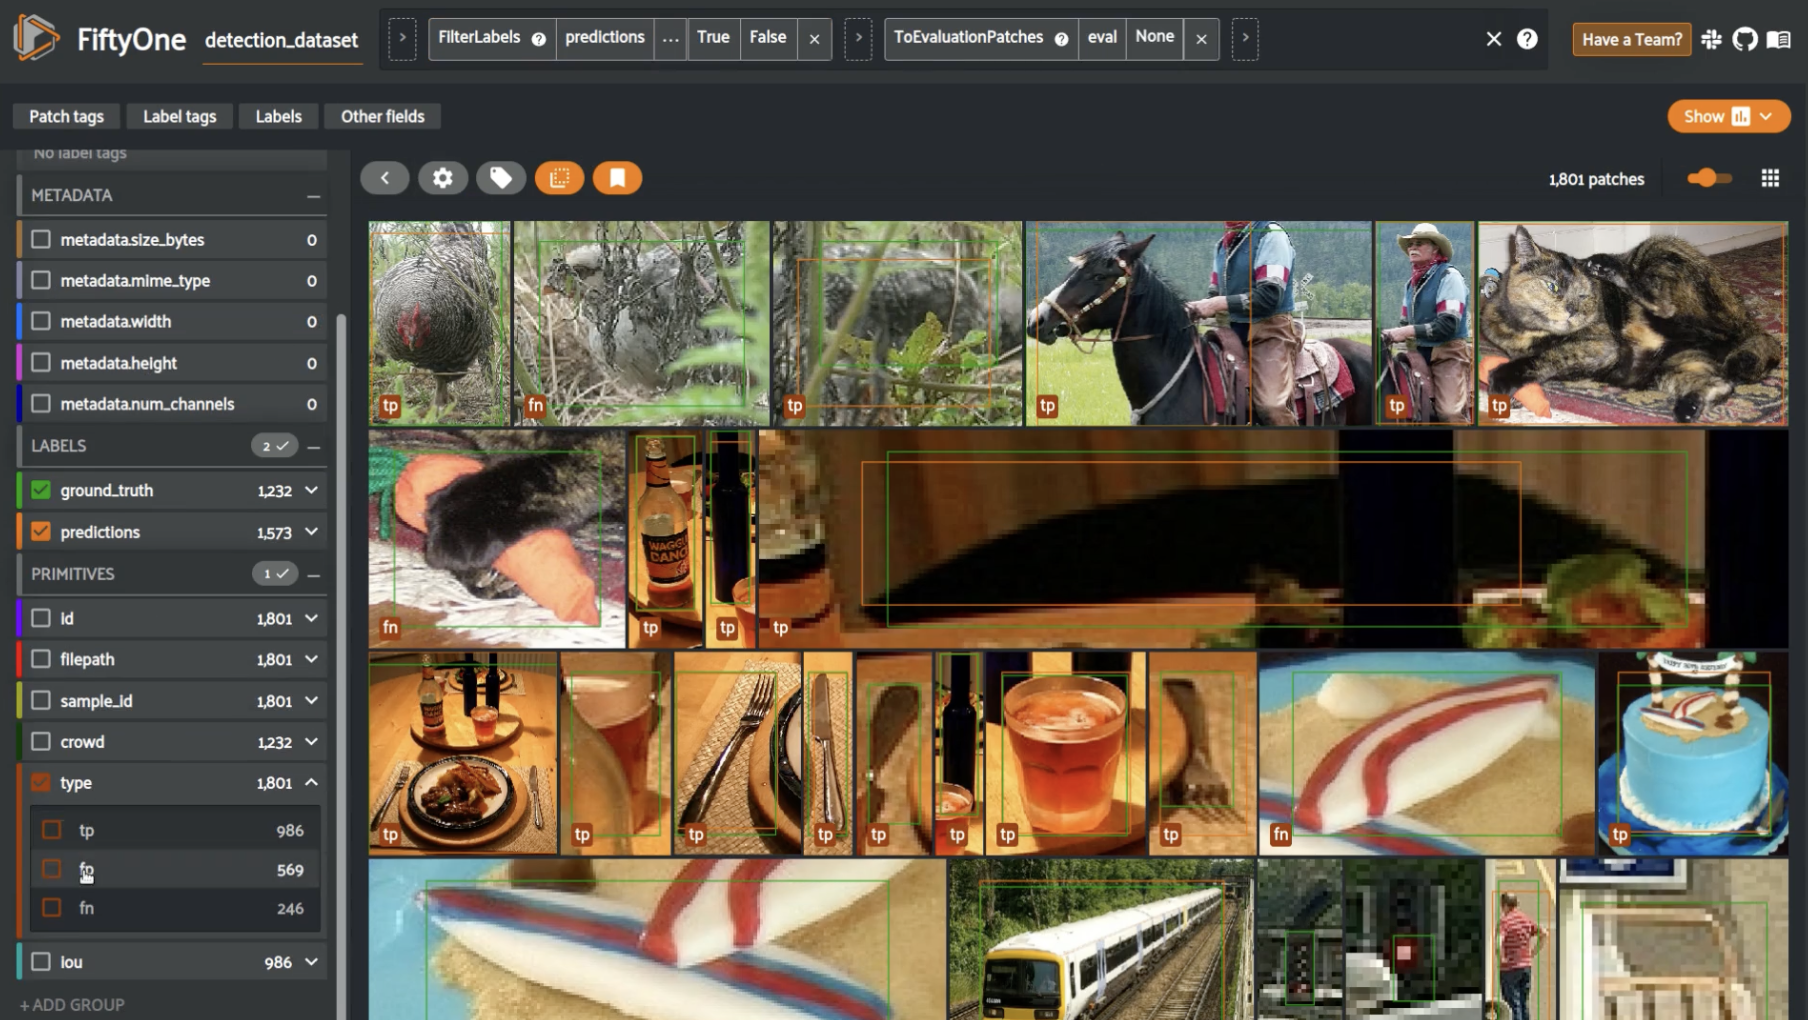 FiftyOne detection_dataset FilterLabels predictions ... True False × ToEvaluationPatches eval None × Have a Team?
Patch tags Label tags Labels Other fields Show
No label tags
1,801 patches
METADATA
metadata.size_bytes 0
metadata.mime_type 0
metadata.width 0
metadata.height 0
metadata.num_channels 0
LABELS 2
ground_truth 1,232
predictions 1,573
PRIMITIVES 1
id 1,801
filepath 1,801
sample_id 1,801
crowd 1,232
type 1,801
tp 986
fp 569
fn 246
iou 986
+ ADD GROUP
tp fn tp tp tp tp
WAGGLE
DANCE
fn tp tp tp
tp tp tp tp tp tp tp tp fn tp